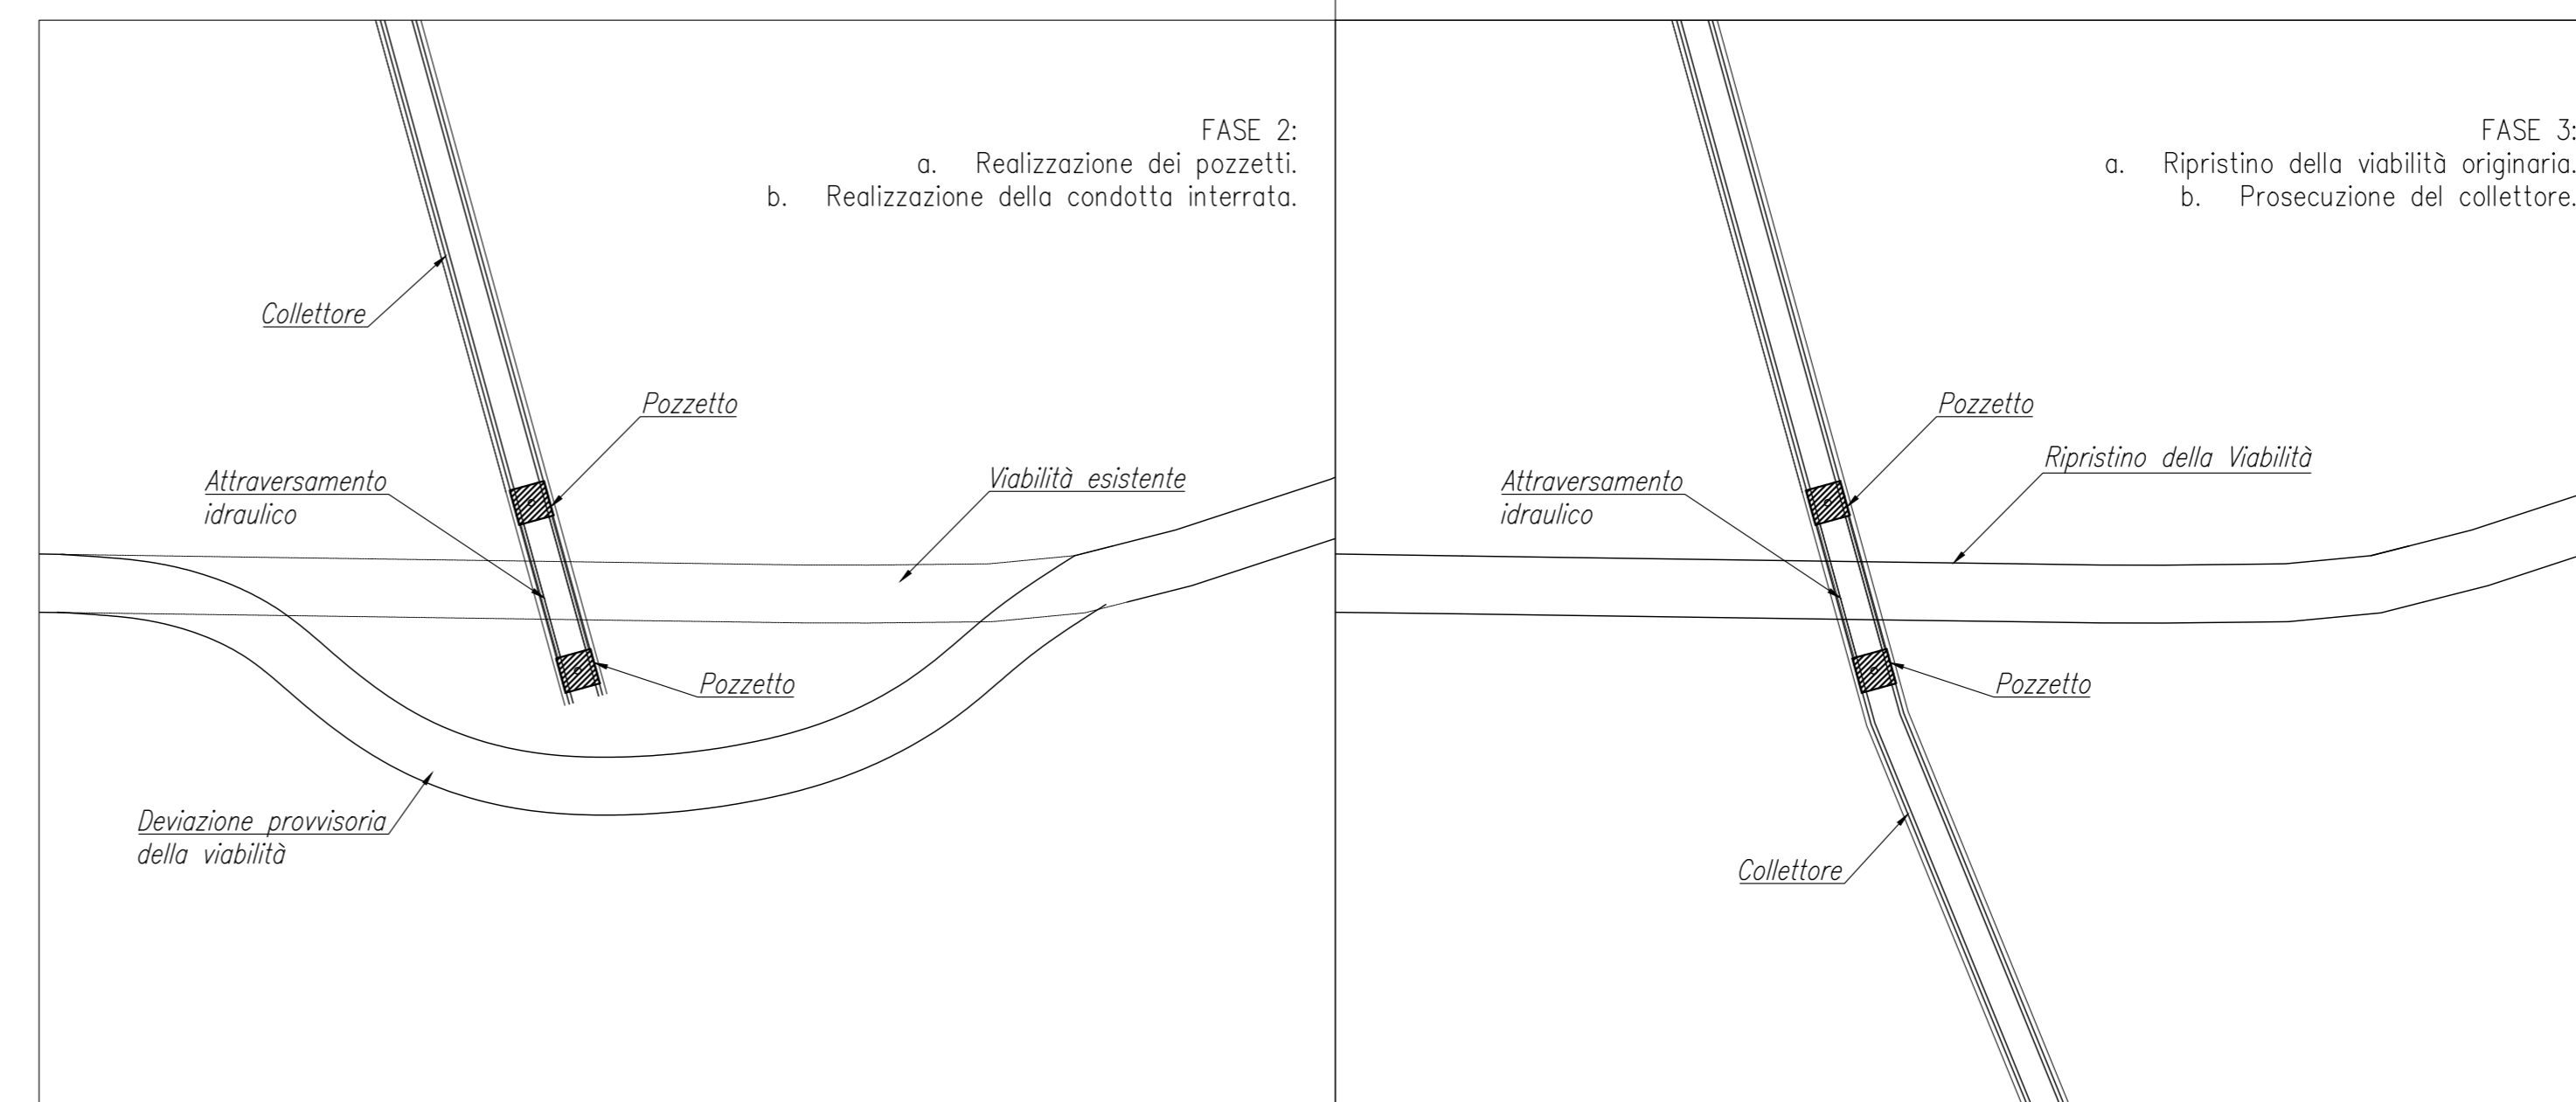 FASE 2:
a. Realizzazione dei pozzetti.
b. Realizzazione della condotta interrata.
Collettore
Pozzetto
Attraversamento
idraulico
Viabilità esistente
Pozzetto
Deviazione provvisoria
della viabilità
FASE 3:
a. Ripristino della viabilità originaria.
b. Prosecuzione del collettore.
Pozzetto
Ripristino della Viabilità
Attraversamento
idraulico
Pozzetto
Collettore